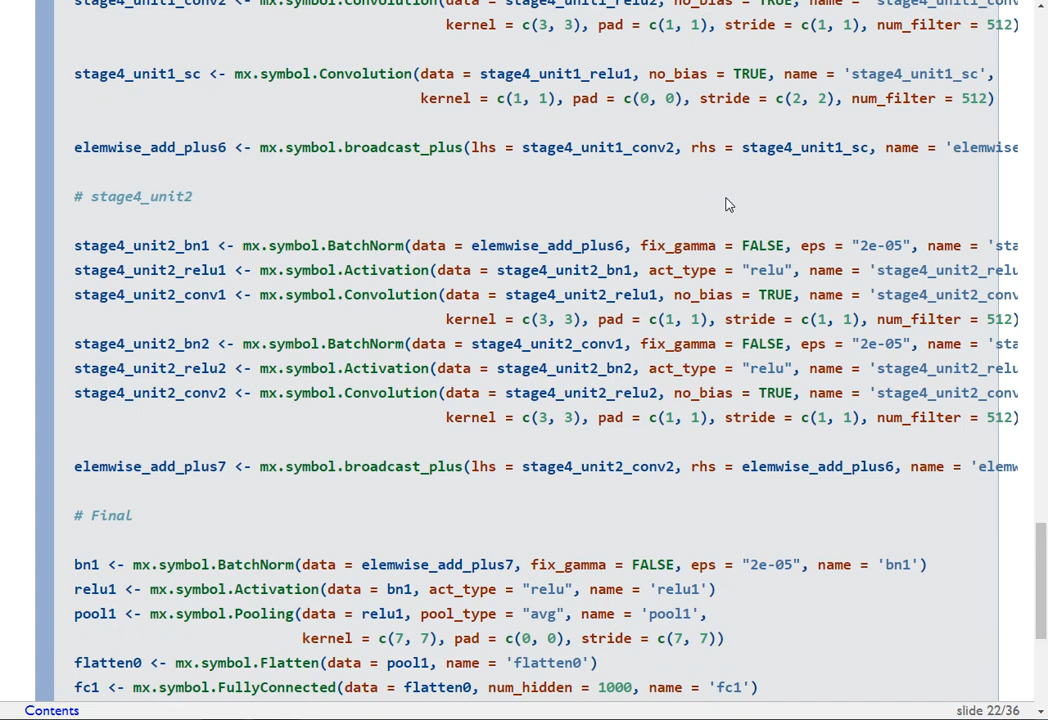 stage4_unit1_conv2 <- mx.symbol.Convolution(data = stage4_unit1_relu2, no_bias = TRUE, name = 'stage4_unit1_conv
kernel = c(3, 3), pad = c(1, 1), stride = c(1, 1), num_filter = 512)
stage4_unit1_sc <- mx.symbol.Convolution(data = stage4_unit1_relu1, no_bias = TRUE, name = 'stage4_unit1_sc',
kernel = c(1, 1), pad = c(0, 0), stride = c(2, 2), num_filter = 512)
elemwise_add_plus6 <- mx.symbol.broadcast_plus(lhs = stage4_unit1_conv2, rhs = stage4_unit1_sc, name = 'elemwise
# stage4_unit2
stage4_unit2_bn1 <- mx.symbol.BatchNorm(data = elemwise_add_plus6, fix_gamma = FALSE, eps = "2e-05", name = 'sta
stage4_unit2_relu1 <- mx.symbol.Activation(data = stage4_unit2_bn1, act_type = "relu", name = 'stage4_unit2_relu
stage4_unit2_conv1 <- mx.symbol.Convolution(data = stage4_unit2_relu1, no_bias = TRUE, name = 'stage4_unit2_conv
kernel = c(3, 3), pad = c(1, 1), stride = c(1, 1), num_filter = 512)
stage4_unit2_bn2 <- mx.symbol.BatchNorm(data = stage4_unit2_conv1, fix_gamma = FALSE, eps = "2e-05", name = 'sta
stage4_unit2_relu2 <- mx.symbol.Activation(data = stage4_unit2_bn2, act_type = "relu", name = 'stage4_unit2_relu
stage4_unit2_conv2 <- mx.symbol.Convolution(data = stage4_unit2_relu2, no_bias = TRUE, name = 'stage4_unit2_conv
kernel = c(3, 3), pad = c(1, 1), stride = c(1, 1), num_filter = 512)
elemwise_add_plus7 <- mx.symbol.broadcast_plus(lhs = stage4_unit2_conv2, rhs = elemwise_add_plus6, name = 'elemw
# Final
bn1 <- mx.symbol.BatchNorm(data = elemwise_add_plus7, fix_gamma = FALSE, eps = "2e-05", name = 'bn1')
relu1 <- mx.symbol.Activation(data = bn1, act_type = "relu", name = 'relu1')
pool1 <- mx.symbol.Pooling(data = relu1, pool_type = "avg", name = 'pool1',
kernel = c(7, 7), pad = c(0, 0), stride = c(7, 7))
flatten0 <- mx.symbol.Flatten(data = pool1, name = 'flatten0')
fc1 <- mx.symbol.FullyConnected(data = flatten0, num_hidden = 1000, name = 'fc1')
Contents
slide 22/36